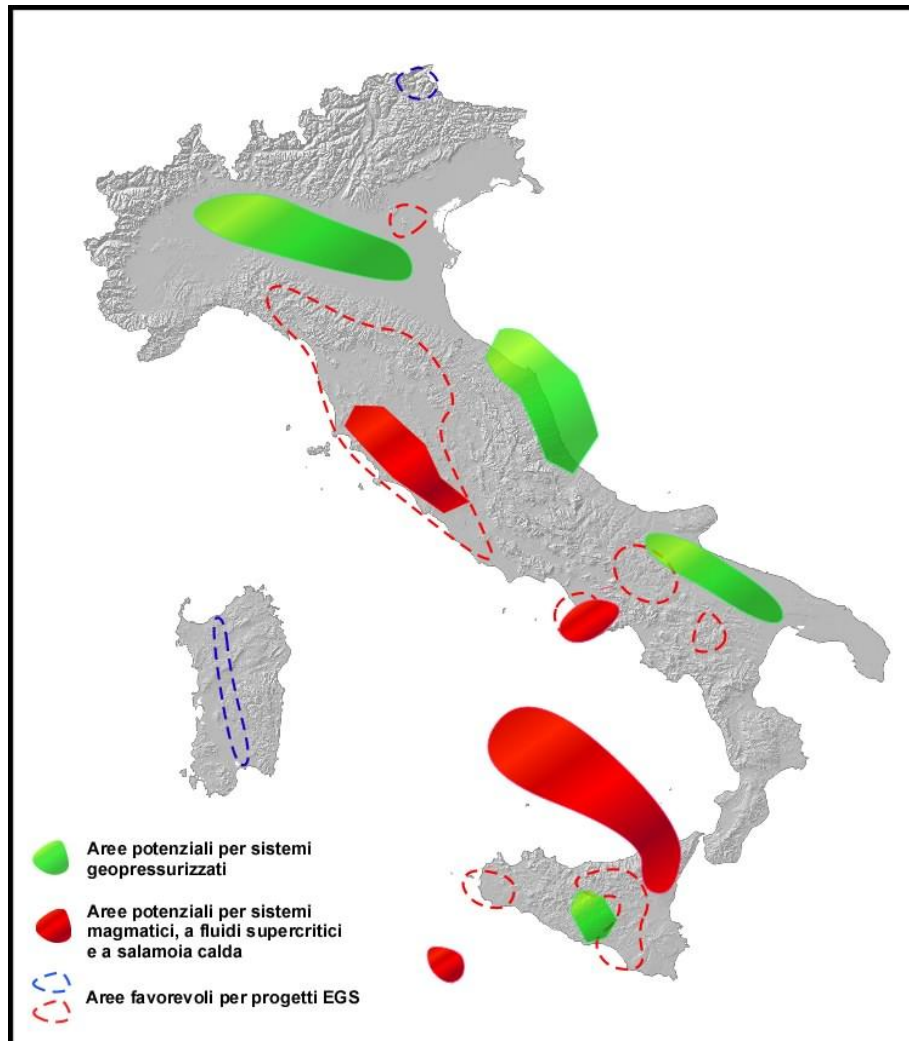 Aree potenziali per sistemi
geopressurizzati
Aree potenziali per sistemi
magmatici, a fluidi supercritici
e a salamoia calda
Aree favorevoli per progetti EGS